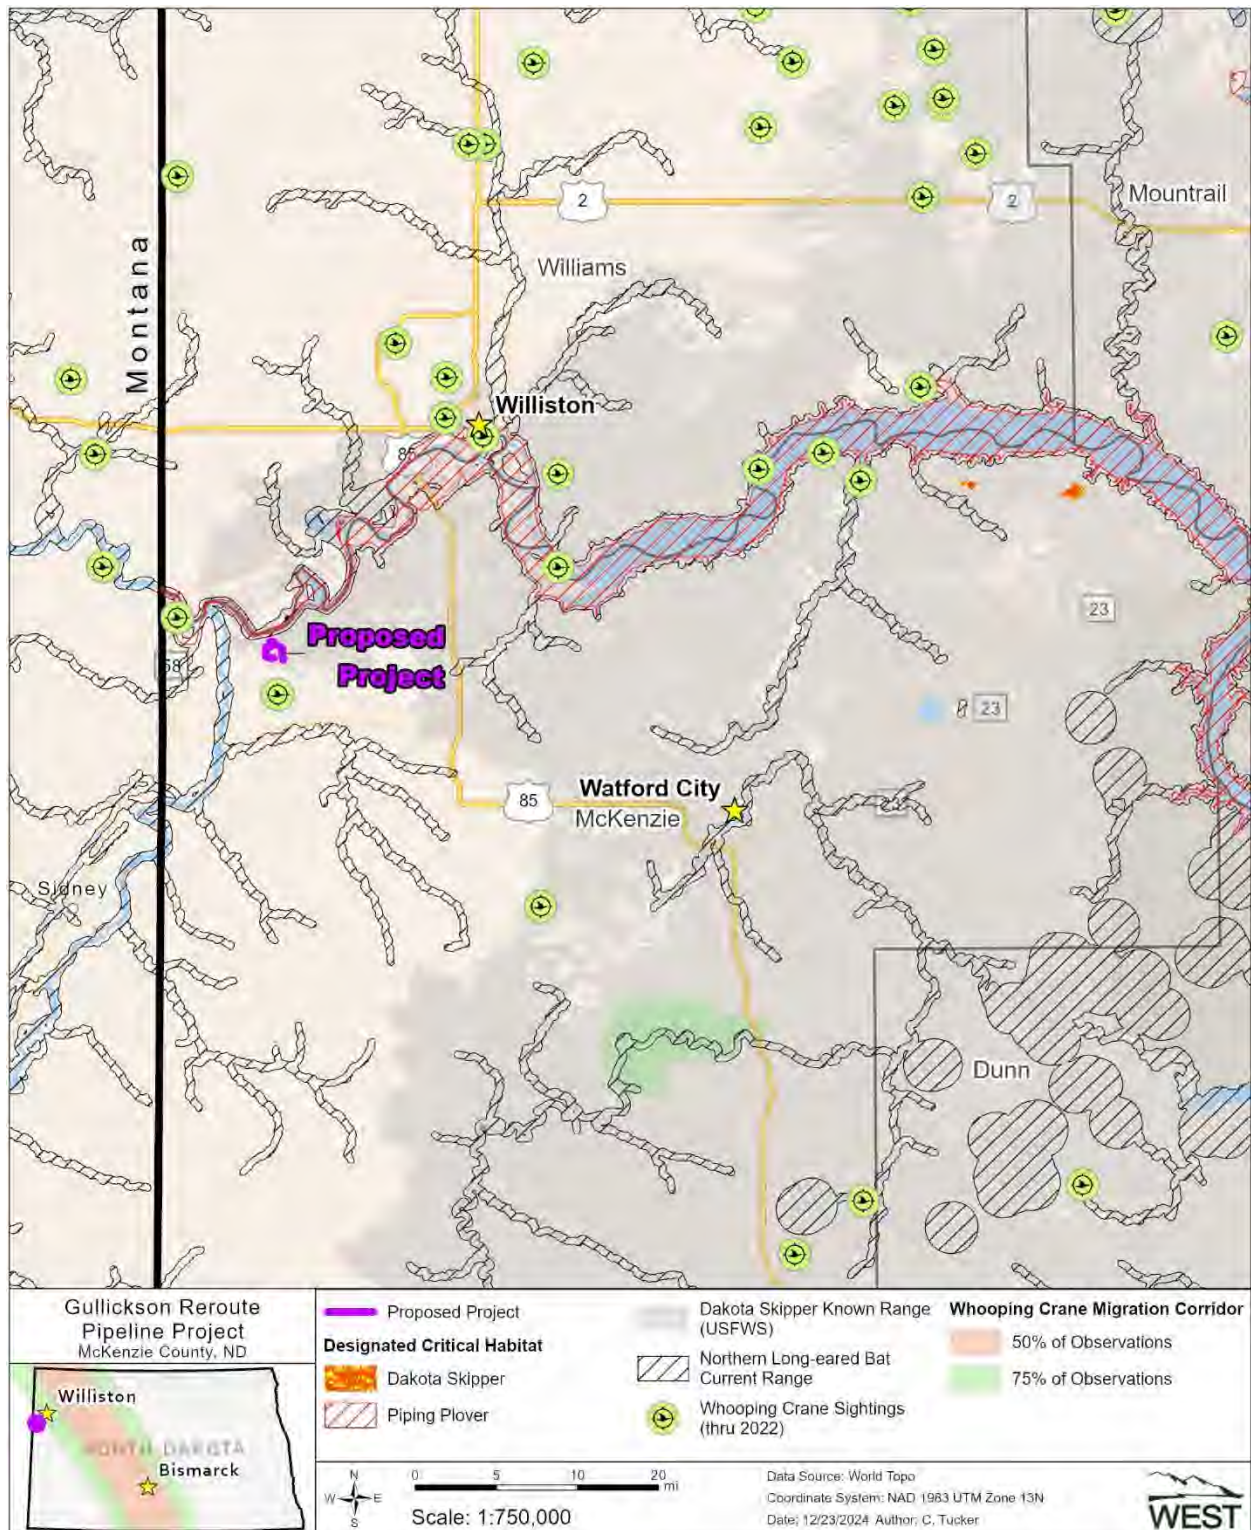 2
2
Mountrail
Williams
Montana
Williston
85
23
Proposed
Project
58
23
Watford City
85
McKenzie
Sidney
Dunn
Gullickson Reroute
Pipeline Project
McKenzie County, ND
Williston
NORTH DAKOTA
Bismarck
Proposed Project
Designated Critical Habitat
Dakota Skipper
Piping Plover
Dakota Skipper Known Range
(USFWS)
Northern Long-eared Bat
Current Range
Whooping Crane Sightings
(thru 2022)
Whooping Crane Migration Corridor
50% of Observations
75% of Observations
N
W E
S
0 5 10 20
mi
Scale: 1:750,000
Data Source: World Topo
Coordinate System: NAD 1983 UTM Zone 13N
Date: 12/23/2024 Author: C. Tucker
WEST